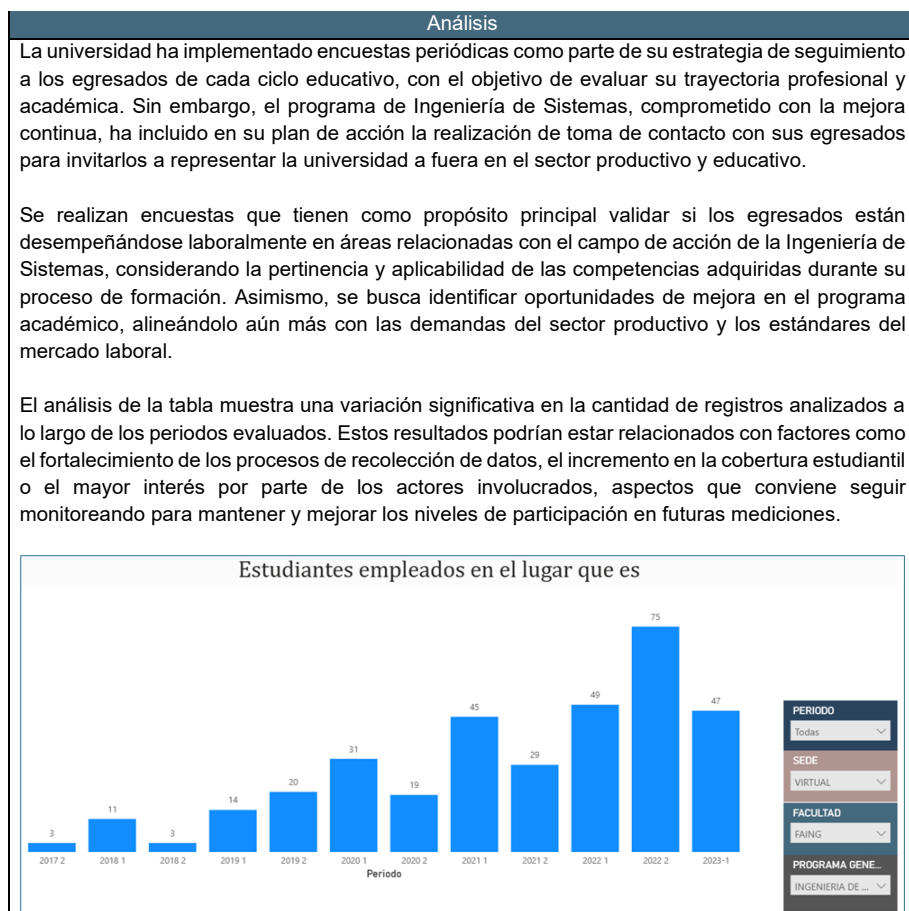 Análisis
La universidad ha implementado encuestas periódicas como parte de su estrategia de seguimiento
a los egresados de cada ciclo educativo, con el objetivo de evaluar su trayectoria profesional y
académica. Sin embargo, el programa de Ingeniería de Sistemas, comprometido con la mejora
continua, ha incluido en su plan de acción la realización de toma de contacto con sus egresados
para invitarlos a representar la universidad a fuera en el sector productivo y educativo.
Se realizan encuestas que tienen como propósito principal validar si los egresados están
desempeñándose laboralmente en áreas relacionadas con el campo de acción de la Ingeniería de
Sistemas, considerando la pertinencia y aplicabilidad de las competencias adquiridas durante su
proceso de formación. Asimismo, se busca identificar oportunidades de mejora en el programa
académico, alineándolo aún más con las demandas del sector productivo y los estándares del
mercado laboral.
El análisis de la tabla muestra una variación significativa en la cantidad de registros analizados a
lo largo de los periodos evaluados. Estos resultados podrían estar relacionados con factores como
el fortalecimiento de los procesos de recolección de datos, el incremento en la cobertura estudiantil
o el mayor interés por parte de los actores involucrados, aspectos que conviene seguir
monitoreando para mantener y mejorar los niveles de participación en futuras mediciones.
Estudiantes empleados en el lugar que es
3 11 3 14 20 31 19 45 29 49 75 47
2017 2 2018 1 2018 2 2019 1 2019 2 2020 1 2020 2 2021 1 2021 2 2022 1 2022 2 2023-1
Periodo
PERIODO
Todas
SEDE
VIRTUAL
FACULTAD
FAING
PROGRAMA GENE...
INGENIERIA DE ...